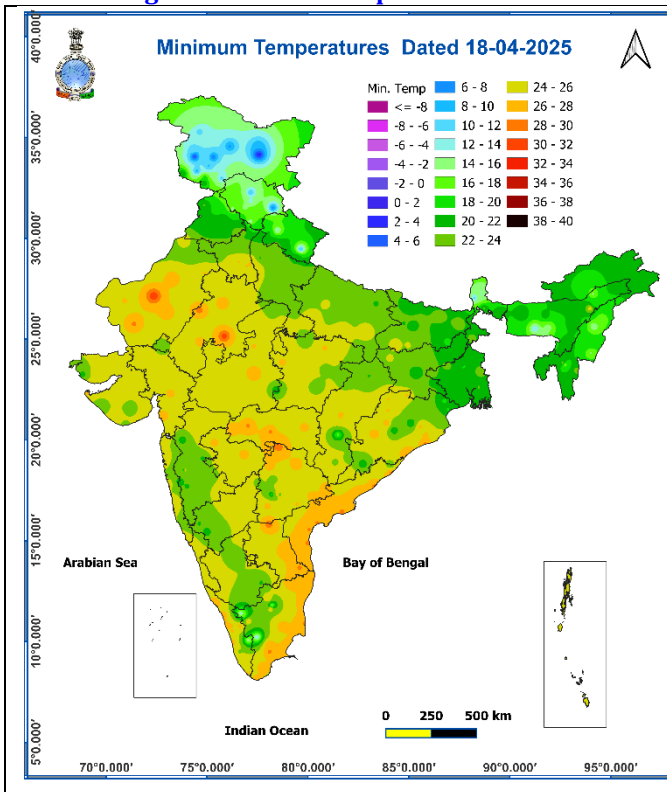 Minimum Temperatures Dated 18-04-2025
Min. Temp
<= -8
-8 - -6
-6 - -4
-4 - -2
-2 - 0
0 - 2
2 - 4
4 - 6
6 - 8
8 - 10
10 - 12
12 - 14
14 - 16
16 - 18
18 - 20
20 - 22
22 - 24
24 - 26
26 - 28
28 - 30
30 - 32
32 - 34
34 - 36
36 - 38
38 - 40
40°0.000'
35°0.000'
30°0.000'
25°0.000'
20°0.000'
15°0.000'
10°0.000'
5°0.000'
Arabian Sea
Bay of Bengal
Indian Ocean
0 250 500 km
70°0.000' 75°0.000' 80°0.000' 85°0.000' 90°0.000' 95°0.000'